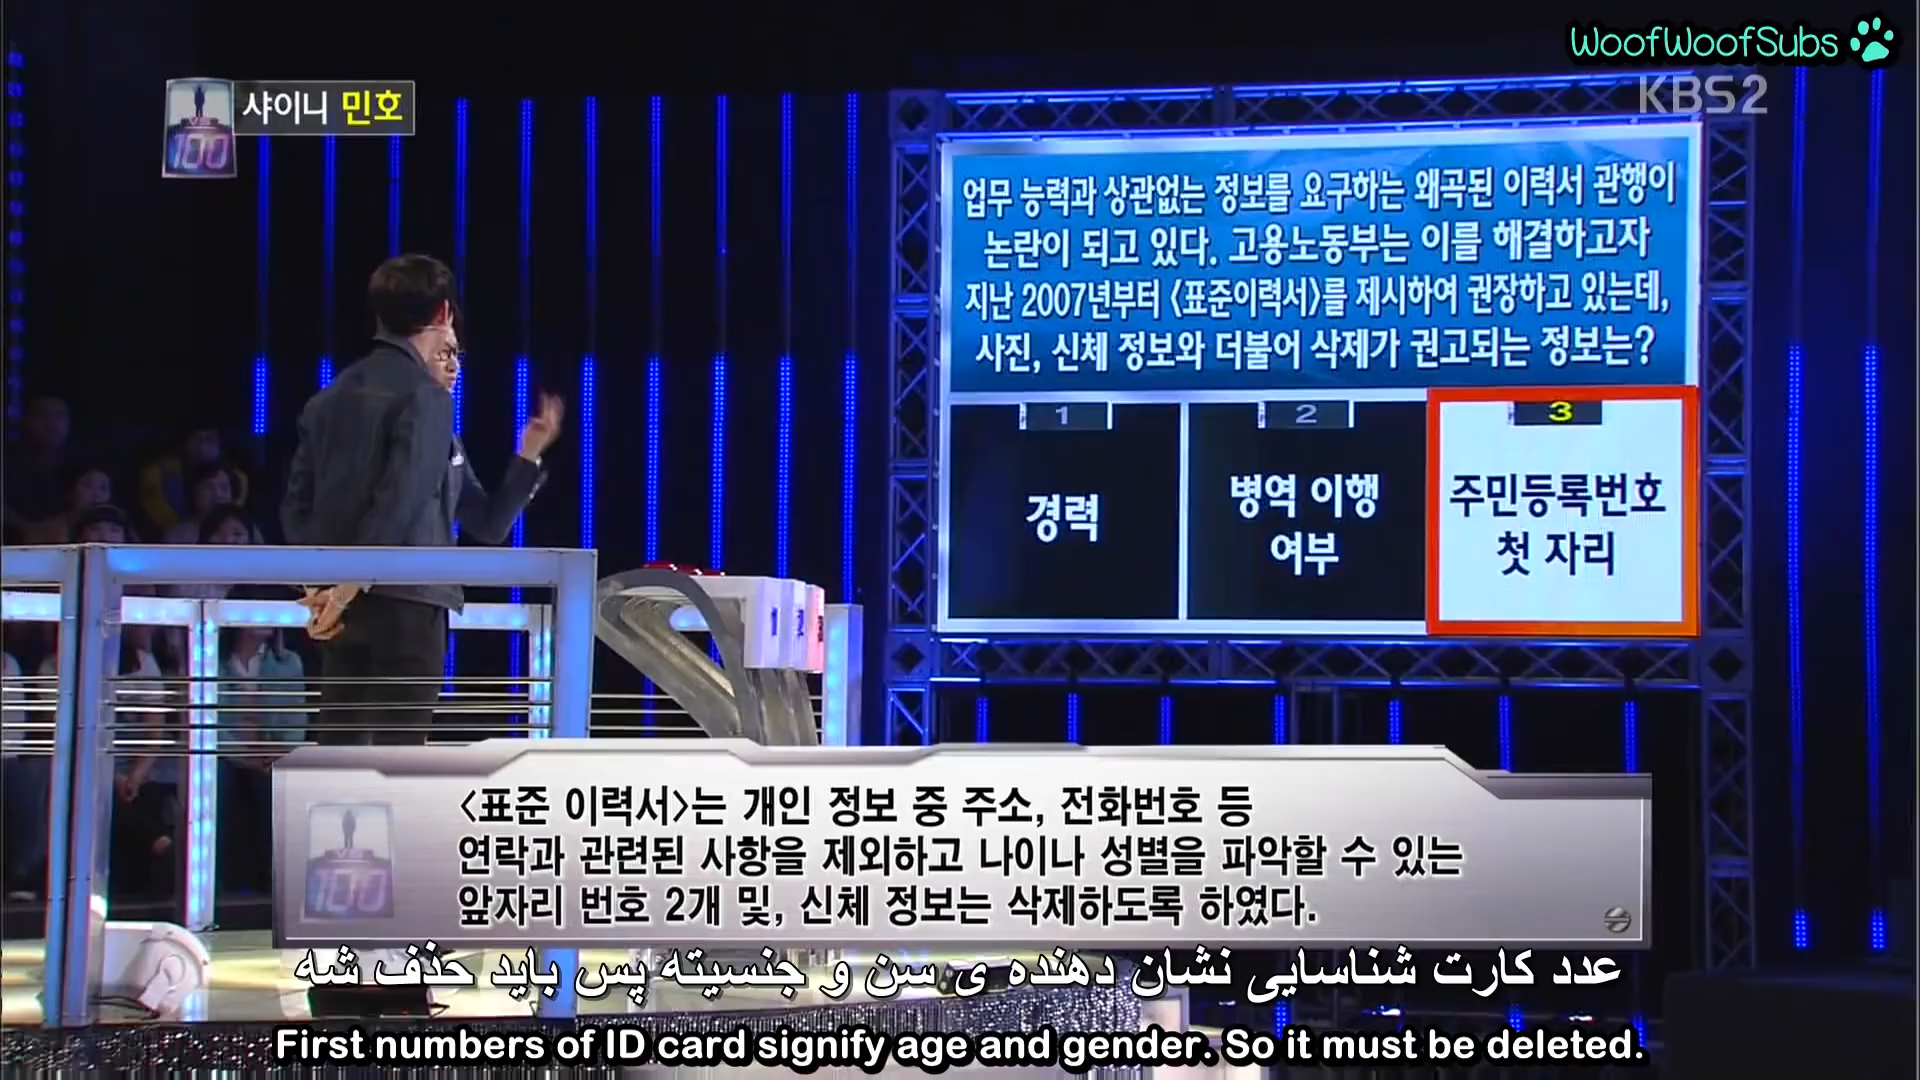 WoofWoofSubs
KBS2
샤이니 민호
VS
100
업무 능력과 상관없는 정보를 요구하는 왜곡된 이력서 관행이
논란이 되고 있다. 고용노동부는 이를 해결하고자
지난 2007년부터 <표준이력서>를 제시하여 권장하고 있는데,
사진, 신체 정보와 더불어 삭제가 권고되는 정보는?
1
경력
2
병역 이행
여부
3
주민등록번호
첫 자리
1
<표준 이력서>는 개인 정보 중 주소, 전화번호 등
연락과 관련된 사항을 제외하고 나이나 성별을 파악할 수 있는
앞자리 번호 2개 및, 신체 정보는 삭제하도록 하였다.
VS
100
عدد کارت شناسایی نشان دهنده ی سن و جنسیته پس باید حذف شه
First numbers of ID card signify age and gender. So it must be deleted.